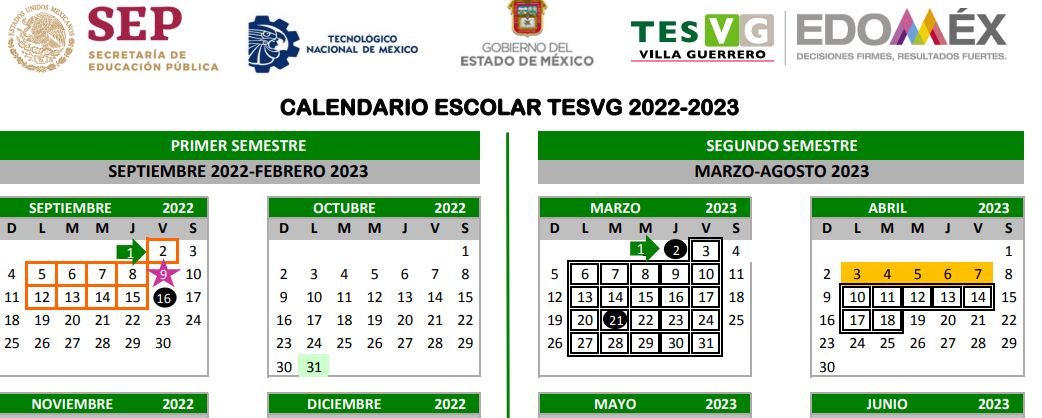 ESTADOS UNIDOS MEXICANOS
SEP
SECRETARÍA DE
EDUCACIÓN PÚBLICA
TECNOLÓGICO
NACIONAL DE MÉXICO
GOBIERNO DEL
ESTADO DE MÉXICO
TESVG
VILLA GUERRERO
EDOMÉX
DECISIONES FIRMES, RESULTADOS FUERTES.
CALENDARIO ESCOLAR TESVG 2022-2023
PRIMER SEMESTRE
SEPTIEMBRE 2022-FEBRERO 2023
SEPTIEMBRE 2022
D L M M J V S
1 2 3
4 5 6 7 8 9 10
11 12 13 14 15 16 17
18 19 20 21 22 23 24
25 26 27 28 29 30
OCTUBRE 2022
D L M M J V S
1
2 3 4 5 6 7 8
9 10 11 12 13 14 15
16 17 18 19 20 21 22
23 24 25 26 27 28 29
30 31
NOVIEMBRE 2022
DICIEMBRE 2022
SEGUNDO SEMESTRE
MARZO-AGOSTO 2023
MARZO 2023
D L M M J V S
1 2 3 4
5 6 7 8 9 10 11
12 13 14 15 16 17 18
19 20 21 22 23 24 25
26 27 28 29 30 31
ABRIL 2023
D L M M J V S
1
2 3 4 5 6 7 8
9 10 11 12 13 14 15
16 17 18 19 20 21 22
23 24 25 26 27 28 29
30
MAYO 2023
JUNIO 2023